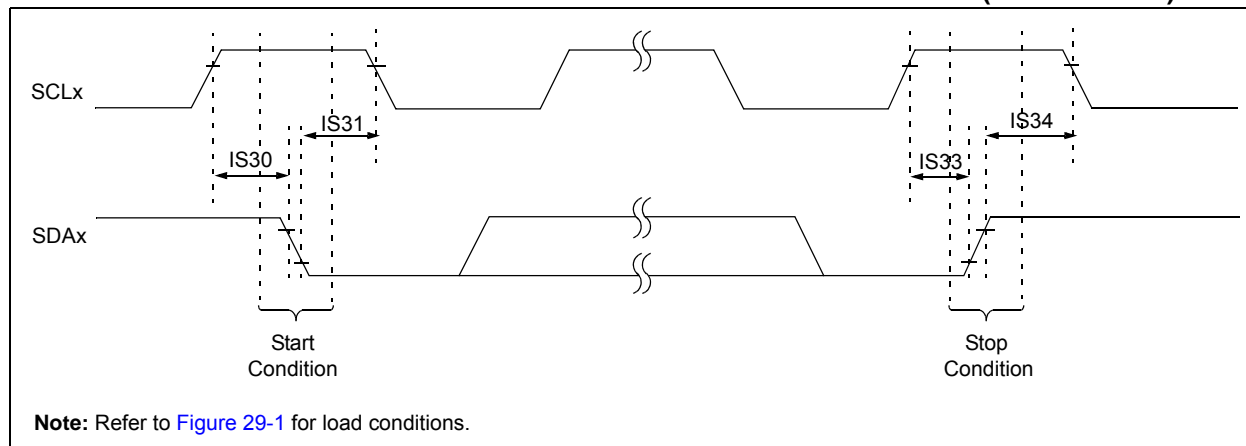 SCLx
IS31
IS34
IS30
IS33
SDAx
Start
Condition
Stop
Condition
Note: Refer to Figure 29-1 for load conditions.